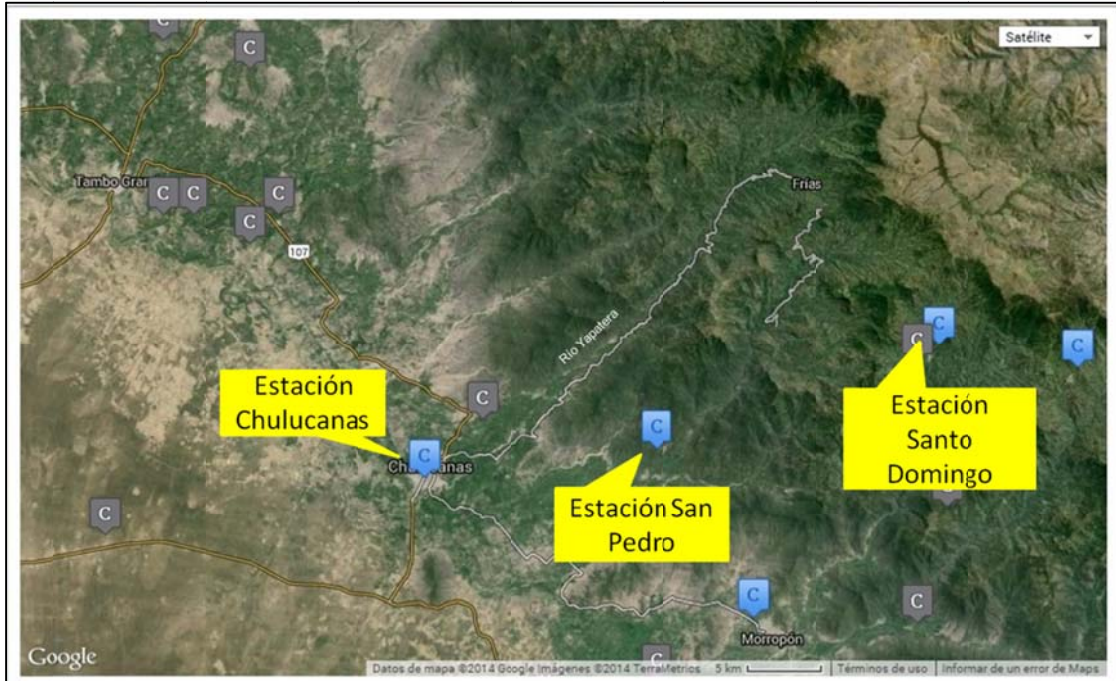 C
C
Satélite
Tambo Gran
C
C
C
C
Frías
107
Río Yapatera
C
C
C
Estación
Chulucanas
C
Estación
Santo
Domingo
C
C
Chulucanas
Estación San
Pedro
C
C
C
Morropón
C
Google
Datos de mapa ©2014 Google Imágenes ©2014 TerraMetrics
5 km
Términos de uso
Informar de un error de Maps